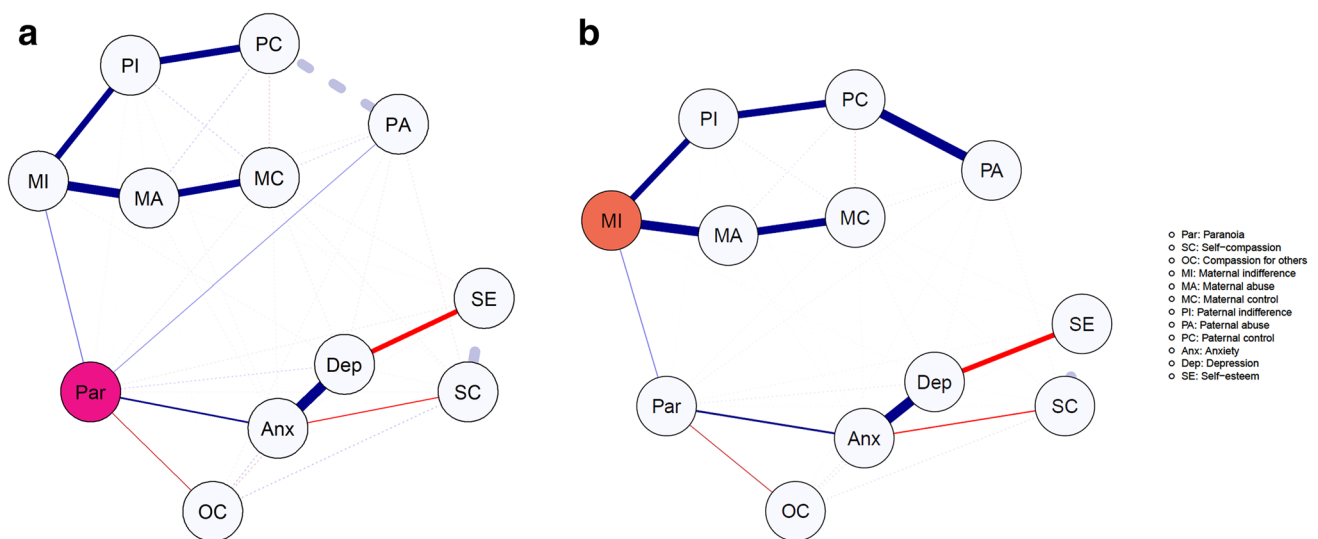 a
PC
PI
PA
MI
MA
MC
SE
Dep
Par
SC
Anx
OC
b
PC
PI
PA
MI
MA
MC
SE
Dep
Par
SC
Anx
OC
Par: Paranoia
SC: Self−compassion
OC: Compassion for others
MI: Maternal indifference
MA: Maternal abuse
MC: Maternal control
PI: Paternal indifference
PA: Paternal abuse
PC: Paternal control
Anx: Anxiety
Dep: Depression
SE: Self−esteem